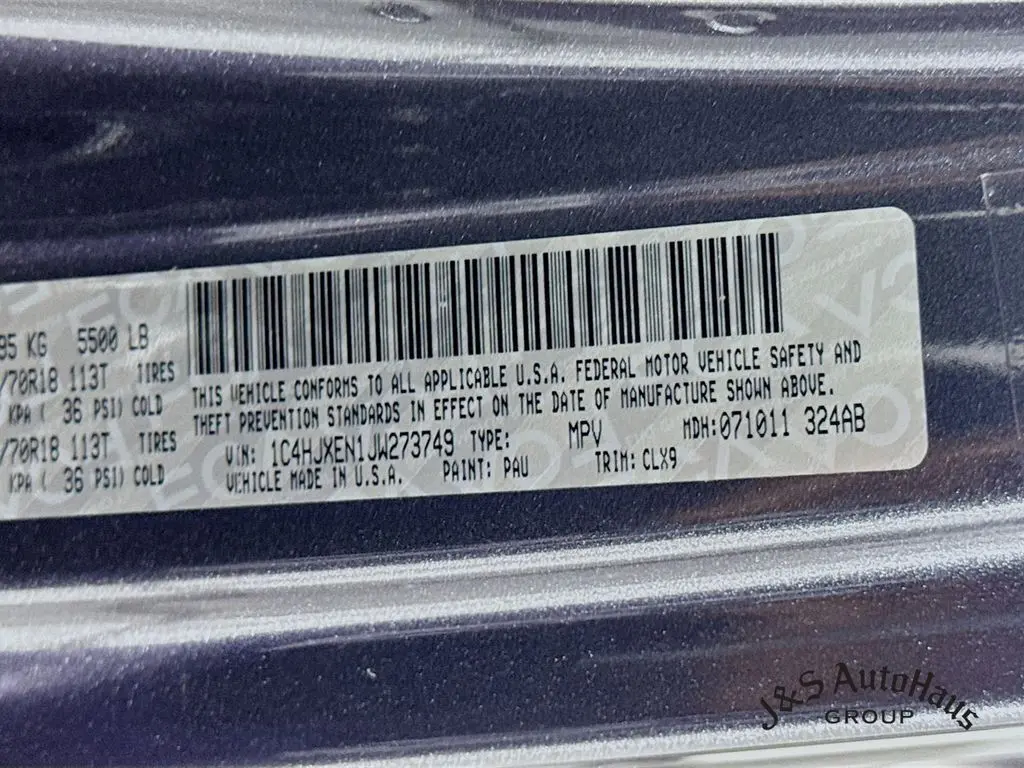 95 KG 5500 LB
/70R18 113T TIRES
KPA ( 36 PSI) COLD
/70R18 113T TIRES
KPA ( 36 PSI) COLD
THIS VEHICLE CONFORMS TO ALL APPLICABLE U.S.A. FEDERAL MOTOR VEHICLE SAFETY AND
THEFT PREVENTION STANDARDS IN EFFECT ON THE DATE OF MANUFACTURE SHOWN ABOVE.
VIN: 1C4HJXEN1JW273749 TYPE: MPV MDH:071011 324AB
VEHICLE MADE IN U.S.A. PAINT: PAU TRIM: CLX9
J&S AutoHaus
GROUP